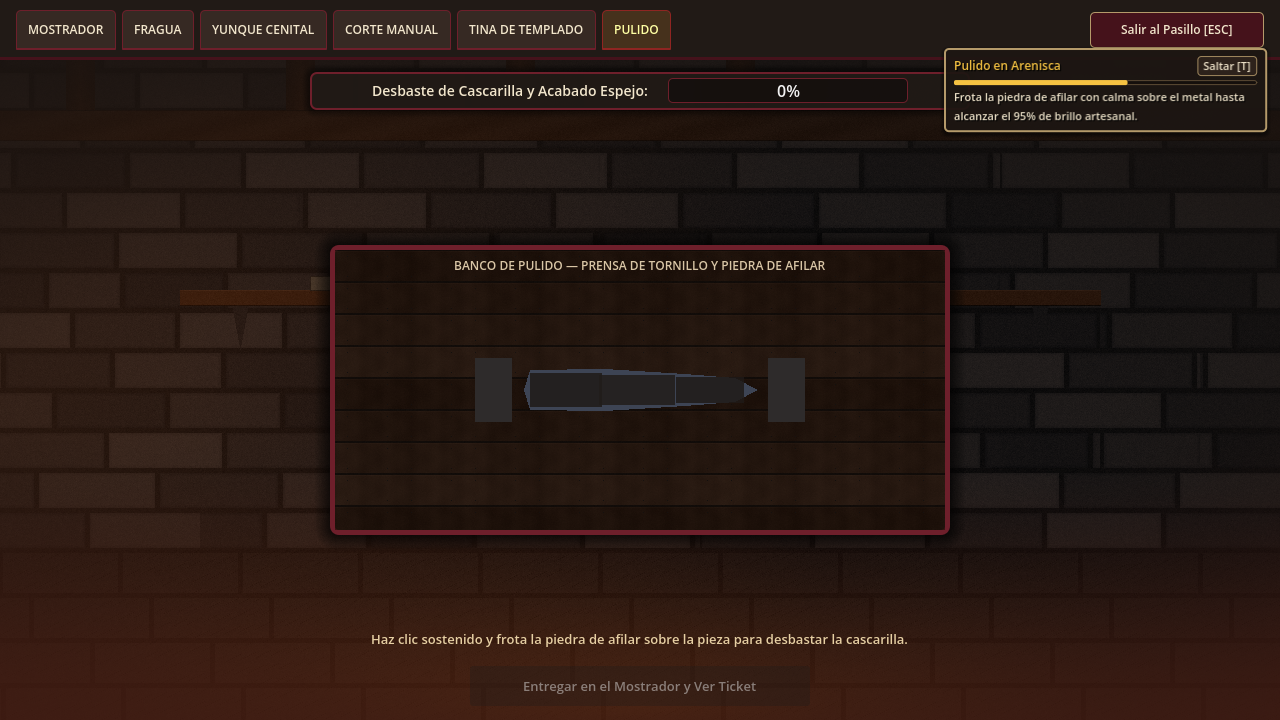 MOSTRADOR
FRAGUA
YUNQUE CENITAL
CORTE MANUAL
TINA DE TEMPLADO
PULIDO
Salir al Pasillo [ESC]
Pulido en Arenisca
Saltar [T]
Frota la piedra de afilar con calma sobre el metal hasta
alcanzar el 95% de brillo artesanal.
Desbaste de Cascarilla y Acabado Espejo:
0%
BANCO DE PULIDO — PRENSA DE TORNILLO Y PIEDRA DE AFILAR
Haz clic sostenido y frota la piedra de afilar sobre la pieza para desbastar la cascarilla.
Entregar en el Mostrador y Ver Ticket